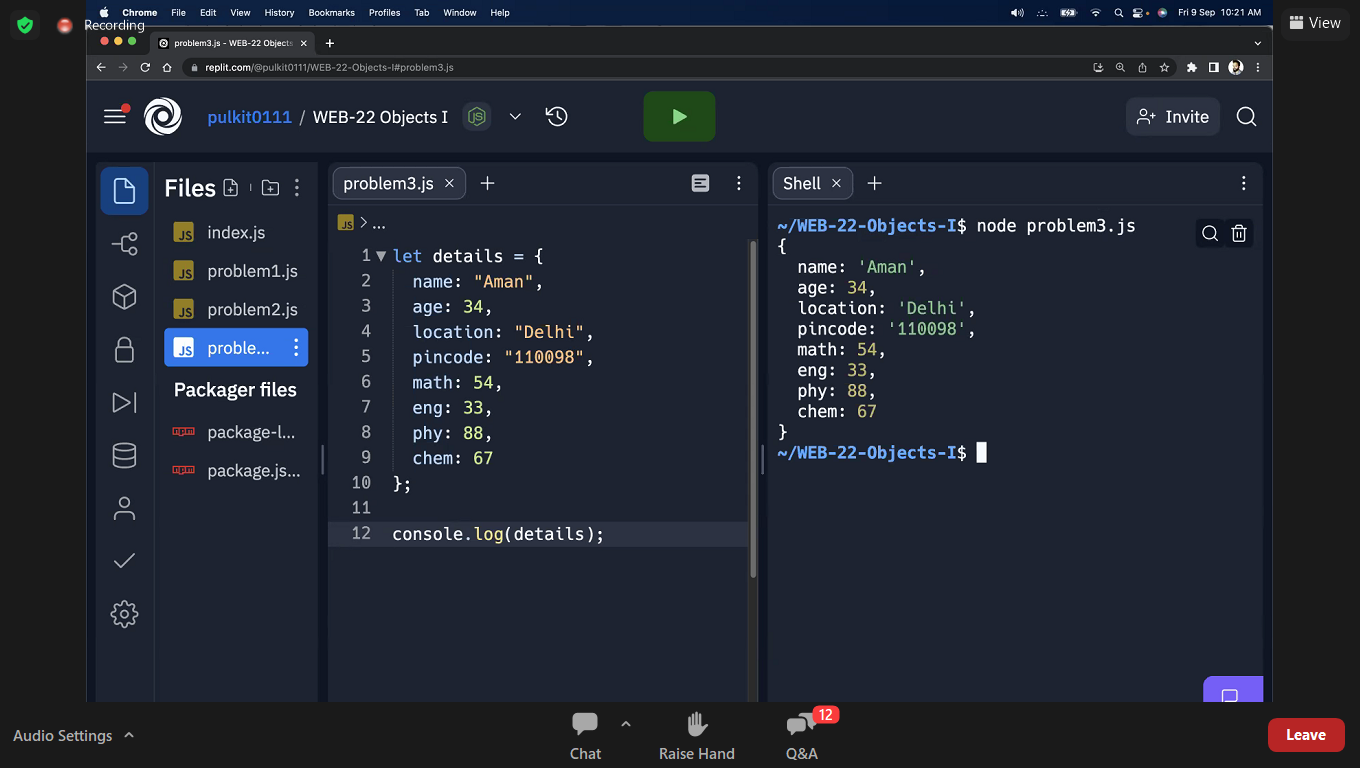 Chrome File Edit View History Bookmarks Profiles Tab Window Help Fri 9 Sep 10:21 AM
Recording
View
problem3.js - WEB-22 Objects
replit.com/@pulkit0111/WEB-22-Objects-I#problem3.js
pulkit0111 / WEB-22 Objects I
Invite
Files
index.js
problem1.js
problem2.js
proble...
Packager files
package-l...
package.js...
problem3.js
JS > ...
1 let details = {
2 name: "Aman",
3 age: 34,
4 location: "Delhi",
5 pincode: "110098",
6 math: 54,
7 eng: 33,
8 phy: 88,
9 chem: 67
10 };
11
12 console.log(details);
Shell
~/WEB-22-Objects-I$ node problem3.js
{
name: 'Aman',
age: 34,
location: 'Delhi',
pincode: '110098',
math: 54,
eng: 33,
phy: 88,
chem: 67
}
~/WEB-22-Objects-I$
Audio Settings
Chat
Raise Hand
12
Q&A
Leave